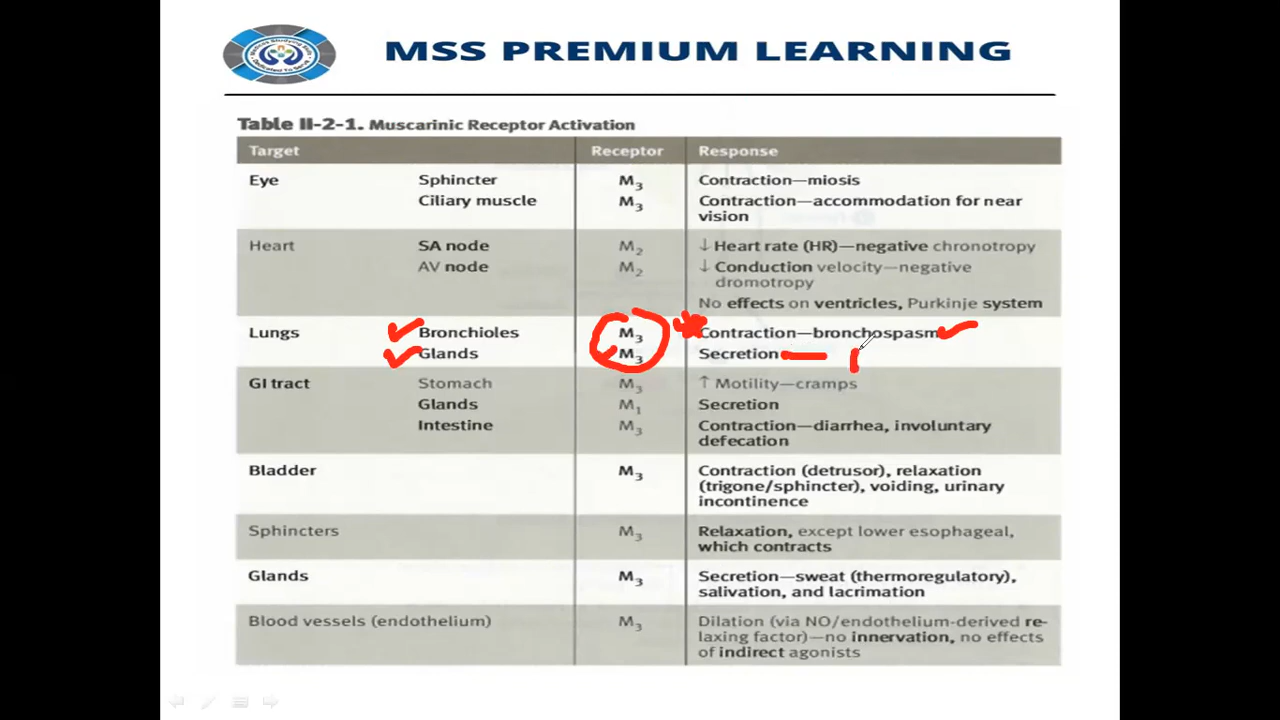 MSS PREMIUM LEARNING
Table II-2-1. Muscarinic Receptor Activation
Target Receptor Response
Eye Sphincter M₃ Contraction—miosis
Ciliary muscle M₃ Contraction—accommodation for near
vision
Heart SA node M₂ ↓ Heart rate (HR)—negative chronotropy
AV node M₂ ↓ Conduction velocity—negative
dromotropy
No effects on ventricles, Purkinje system
Lungs Bronchioles M₃ Contraction—bronchospasm
Glands M₃ Secretion
GI tract Stomach M₃ ↑ Motility—cramps
Glands M₁ Secretion
Intestine M₃ Contraction—diarrhea, involuntary
defecation
Bladder M₃ Contraction (detrusor), relaxation
(trigone/sphincter), voiding, urinary
incontinence
Sphincters M₃ Relaxation, except lower esophageal,
which contracts
Glands M₃ Secretion—sweat (thermoregulatory),
salivation, and lacrimation
Blood vessels (endothelium) M₃ Dilation (via NO/endothelium-derived re-
laxing factor)—no innervation, no effects
of indirect agonists